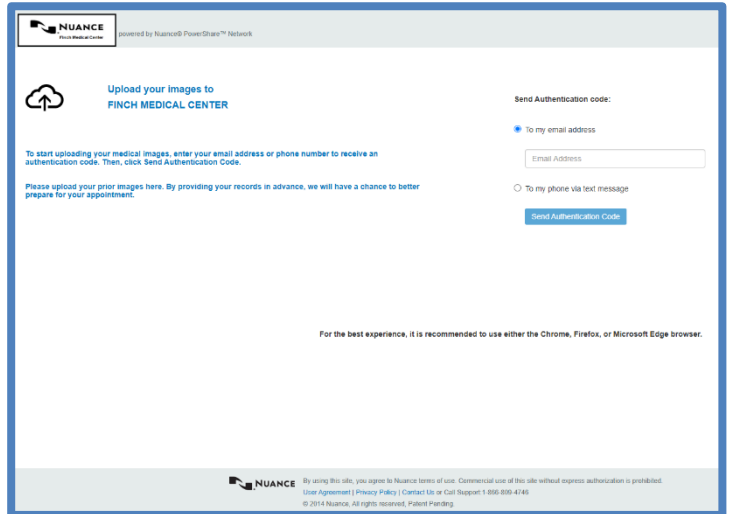 NUANCE
Finch Medical Center
powered by Nuance® PowerShare™ Network
Upload your images to
FINCH MEDICAL CENTER
To start uploading your medical images, enter your email address or phone number to receive an
authentication code. Then, click Send Authentication Code.
Please upload your prior images here. By providing your records in advance, we will have a chance to better
prepare for your appointment.
Send Authentication code:
To my email address
Email Address
To my phone via text message
Send Authentication Code
For the best experience, it is recommended to use either the Chrome, Firefox, or Microsoft Edge browser.
NUANCE
By using this site, you agree to Nuance terms of use. Commercial use of this site without express authorization is prohibited.
User Agreement | Privacy Policy | Contact Us or Call Support 1-866-809-4746
© 2014 Nuance, All rights reserved, Patent Pending.